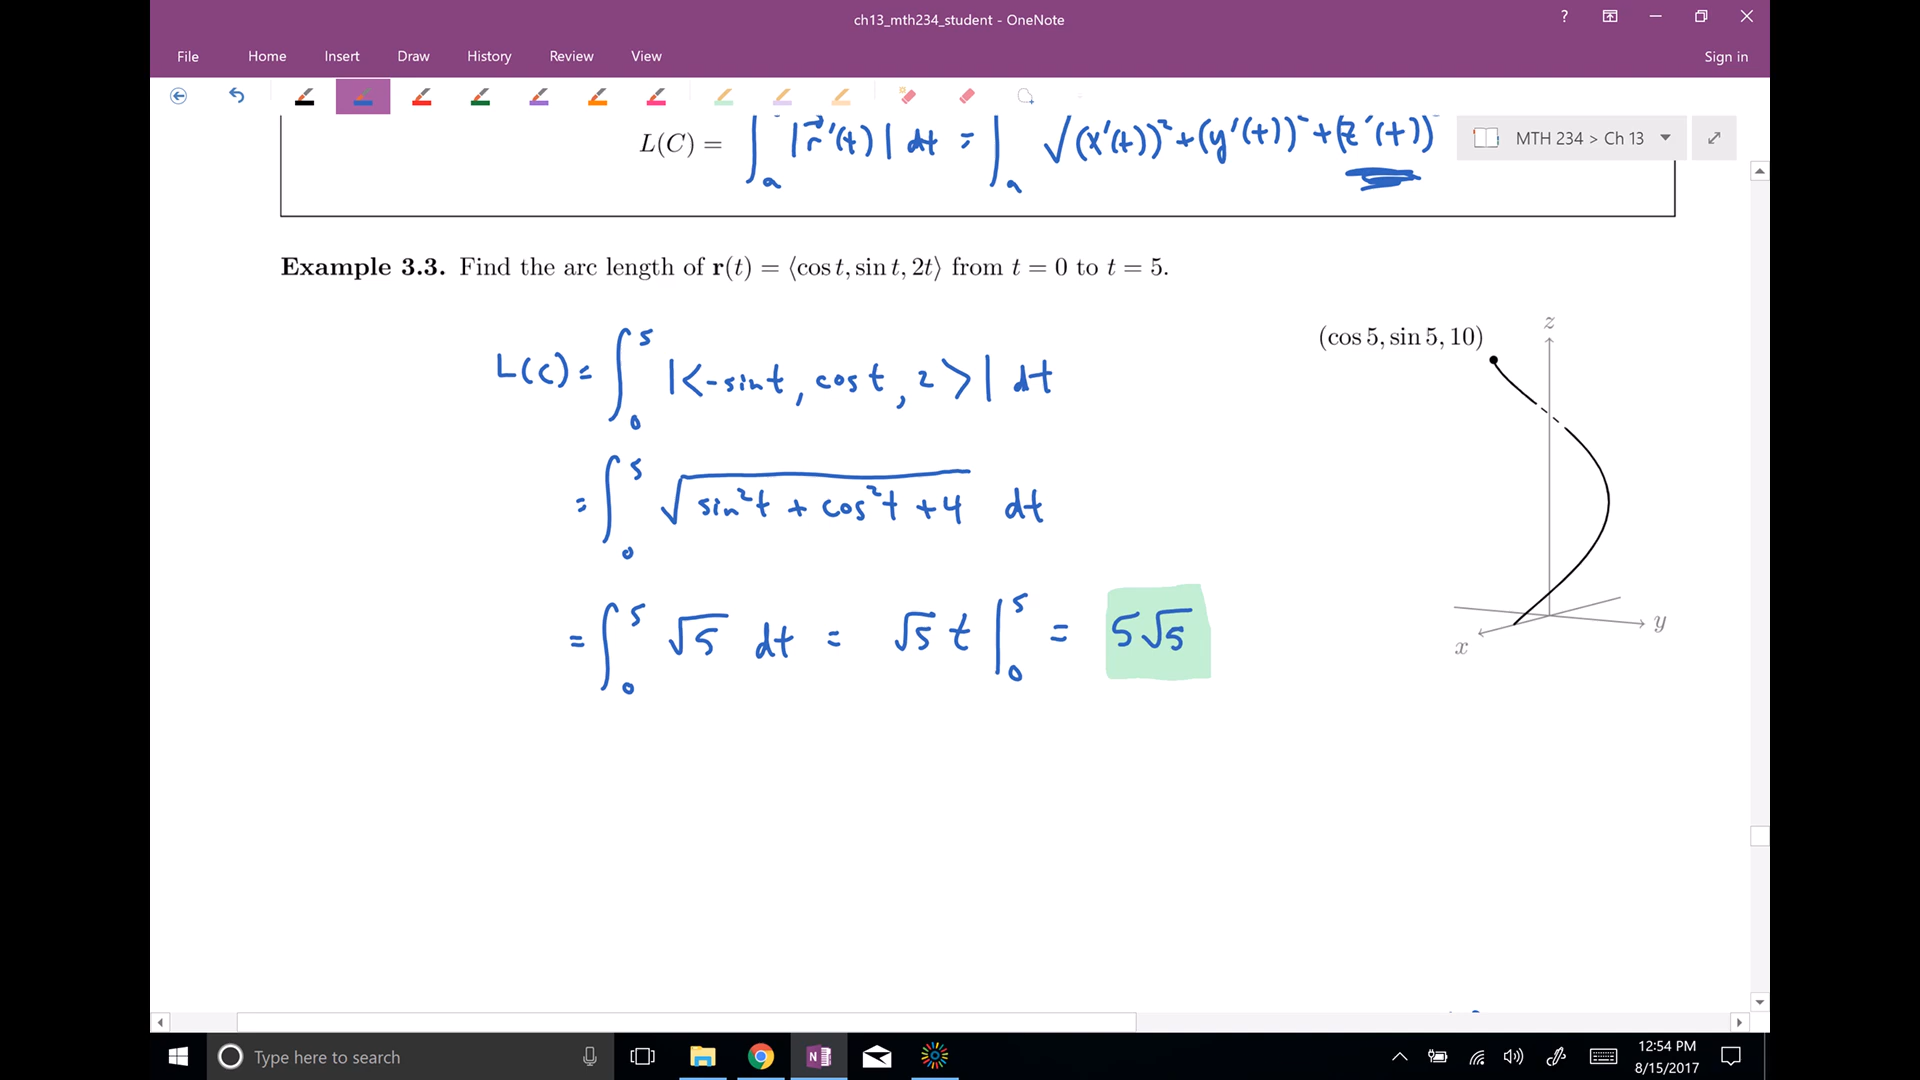 ch13_mth234_student - OneNote
File Home Insert Draw History Review View Sign in
MTH 234 > Ch 13
L(C) = ∫ₐ |r⃗'(t)| dt = ∫ₐ √(x'(t))² + (y'(t))² + (z'(t))²
Example 3.3. Find the arc length of r(t) = ⟨cos t, sin t, 2t⟩ from t = 0 to t = 5.
(cos 5, sin 5, 10)
z
y
x
L(C) = ∫₀⁵ |<-sin t, cos t, 2>| dt
= ∫₀⁵ √(sin²t + cos²t + 4) dt
= ∫₀⁵ √5 dt = √5 t |₀⁵ = 5√5
Type here to search
12:54 PM
8/15/2017